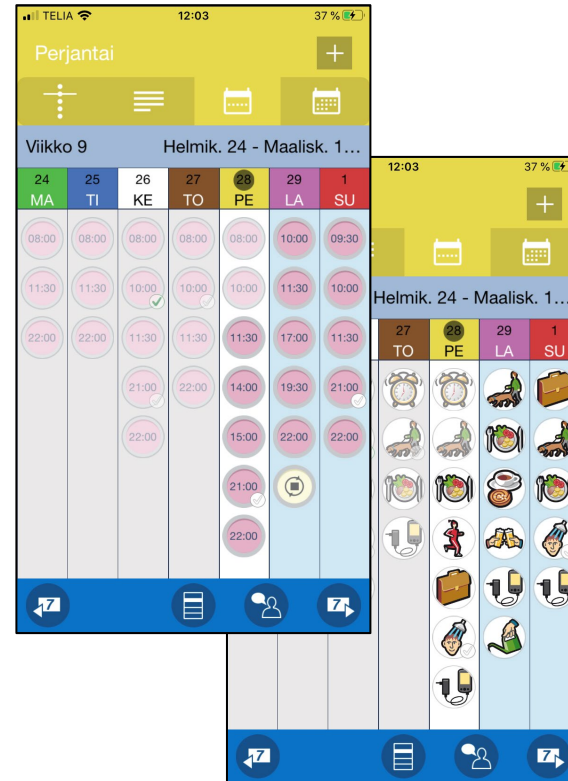 TELIA 12:03 37 %
Perjantai
Viikko 9 Helmik. 24 - Maalisk. 1…
24 25 26 27 28 29 1
MA TI KE TO PE LA SU
08:00 08:00 08:00 08:00 08:00 10:00 09:30
11:30 11:30 10:00 10:00 10:00 11:30 10:00
22:00 22:00 11:30 11:30 11:30 17:00 11:30
21:00 22:00 14:00 19:30 21:00
22:00 15:00 22:00 22:00
21:00
22:00
7 7
12:03 37 %
Helmik. 24 - Maalisk. 1…
27 28 29 1
TO PE LA SU
7 7